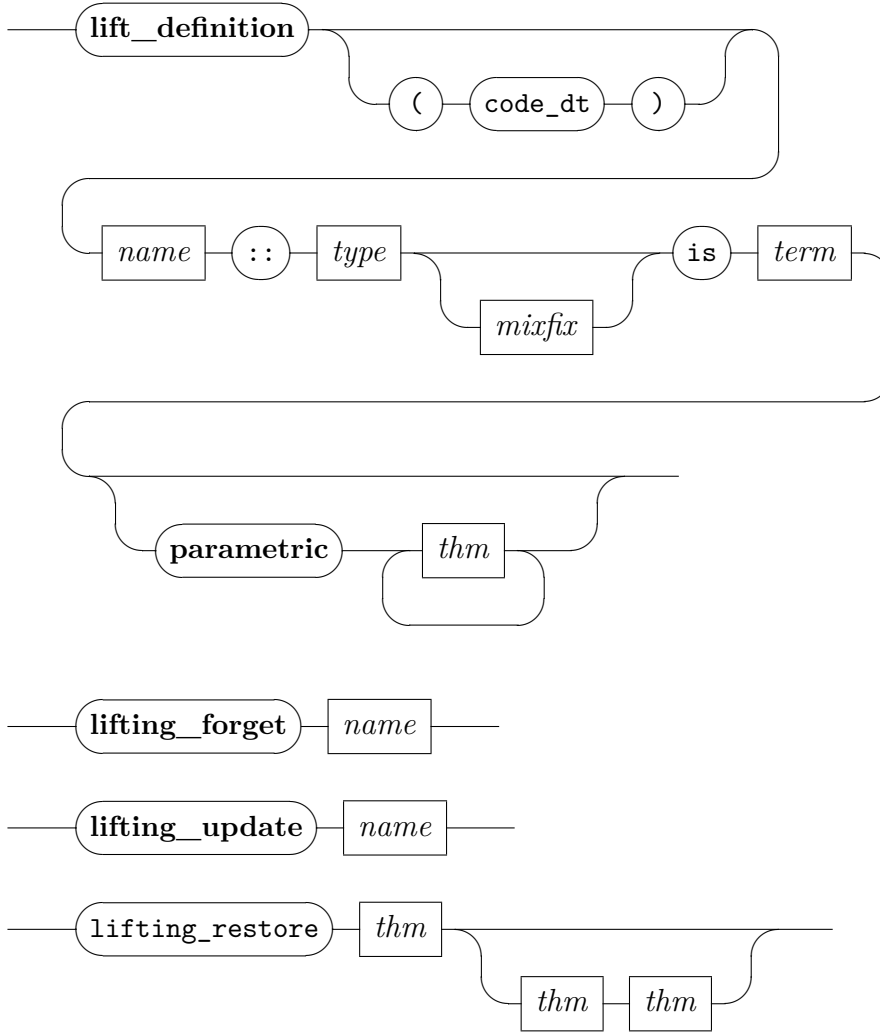 lift_definition
( code_dt )
name :: type is term
mixfix
parametric thm
lifting_forget name
lifting_update name
lifting_restore thm
thm thm